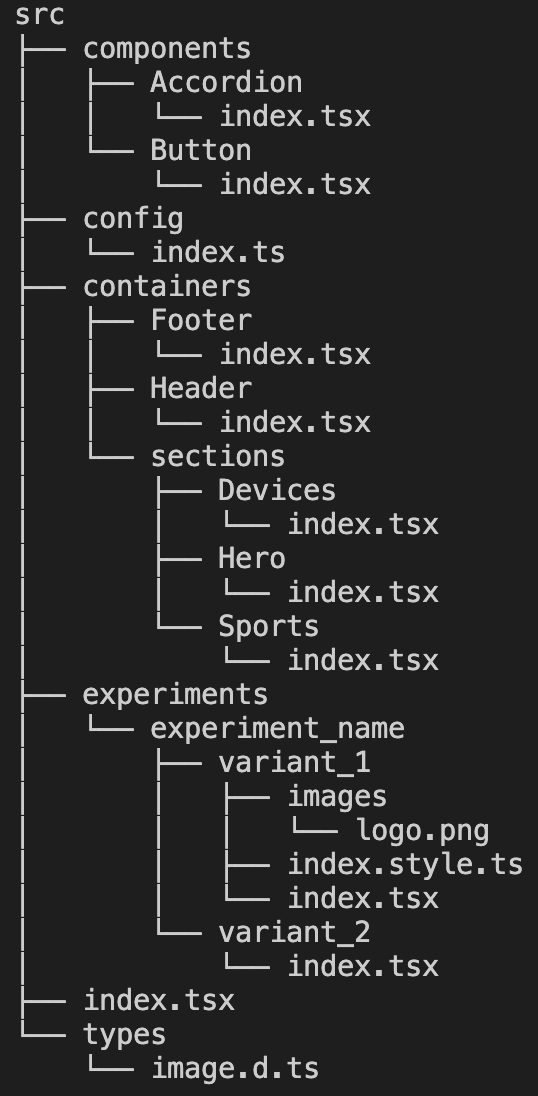 src
├── components
│   ├── Accordion
│   │   └── index.tsx
│   └── Button
│       └── index.tsx
├── config
│   └── index.ts
├── containers
│   ├── Footer
│   │   └── index.tsx
│   ├── Header
│   │   └── index.tsx
│   └── sections
│       ├── Devices
│       │   └── index.tsx
│       ├── Hero
│       │   └── index.tsx
│       └── Sports
│           └── index.tsx
├── experiments
│   └── experiment_name
│       ├── variant_1
│       │   ├── images
│       │   │   └── logo.png
│       │   ├── index.style.ts
│       │   └── index.tsx
│       └── variant_2
│           └── index.tsx
├── index.tsx
└── types
    └── image.d.ts